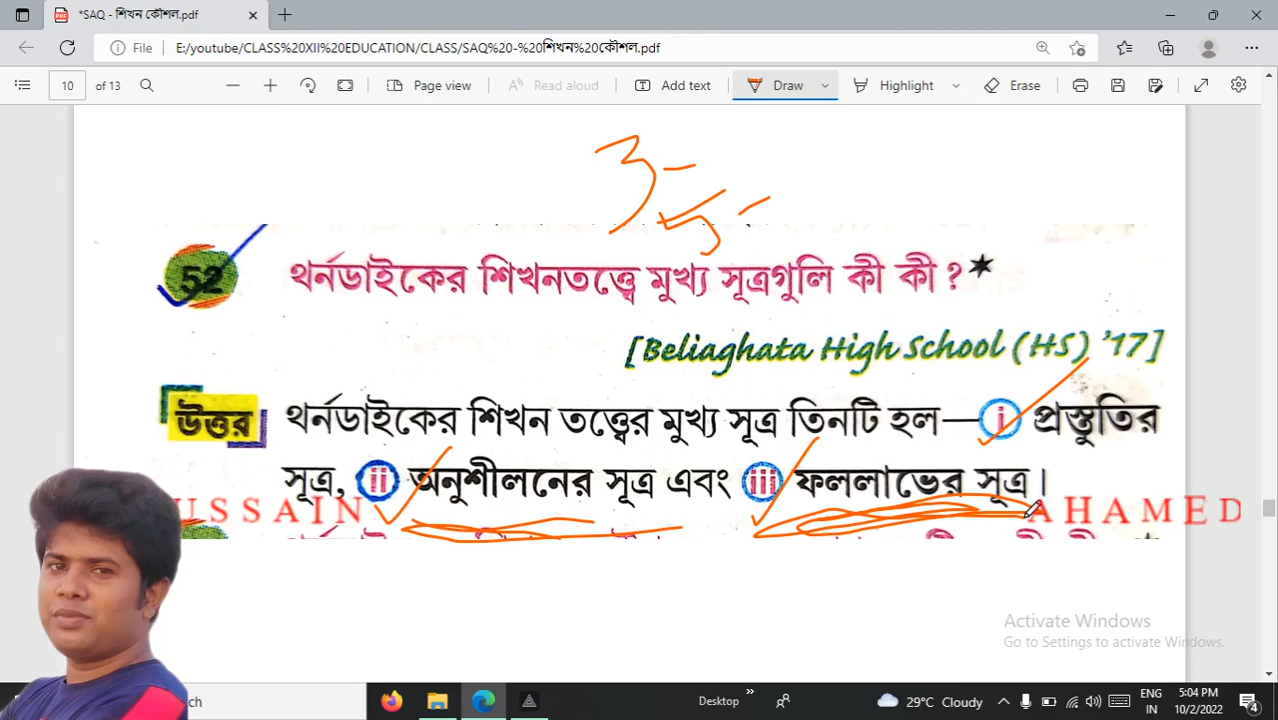 *SAQ - শিখন কৌশল.pdf
File E:/youtube/CLASS%20XII%20EDUCATION/CLASS/SAQ%20-%20শিখন%20কৌশল.pdf
10 of 13 Page view Read aloud Add text Draw Highlight Erase
52 থর্নডাইকের শিখনতত্ত্বে মুখ্য সূত্রগুলি কী কী ? ★
[Beliaghata High School (HS) '17]
উত্তর থর্নডাইকের শিখন তত্ত্বের মুখ্য সূত্র তিনটি হল— i প্রস্তুতির
সূত্র, ii অনুশীলনের সূত্র এবং iii ফললাভের সূত্র।
USSAIN AHAMED
Activate Windows
Go to Settings to activate Windows.
Desktop 29°C Cloudy ENG IN 5:04 PM 10/2/2022 4